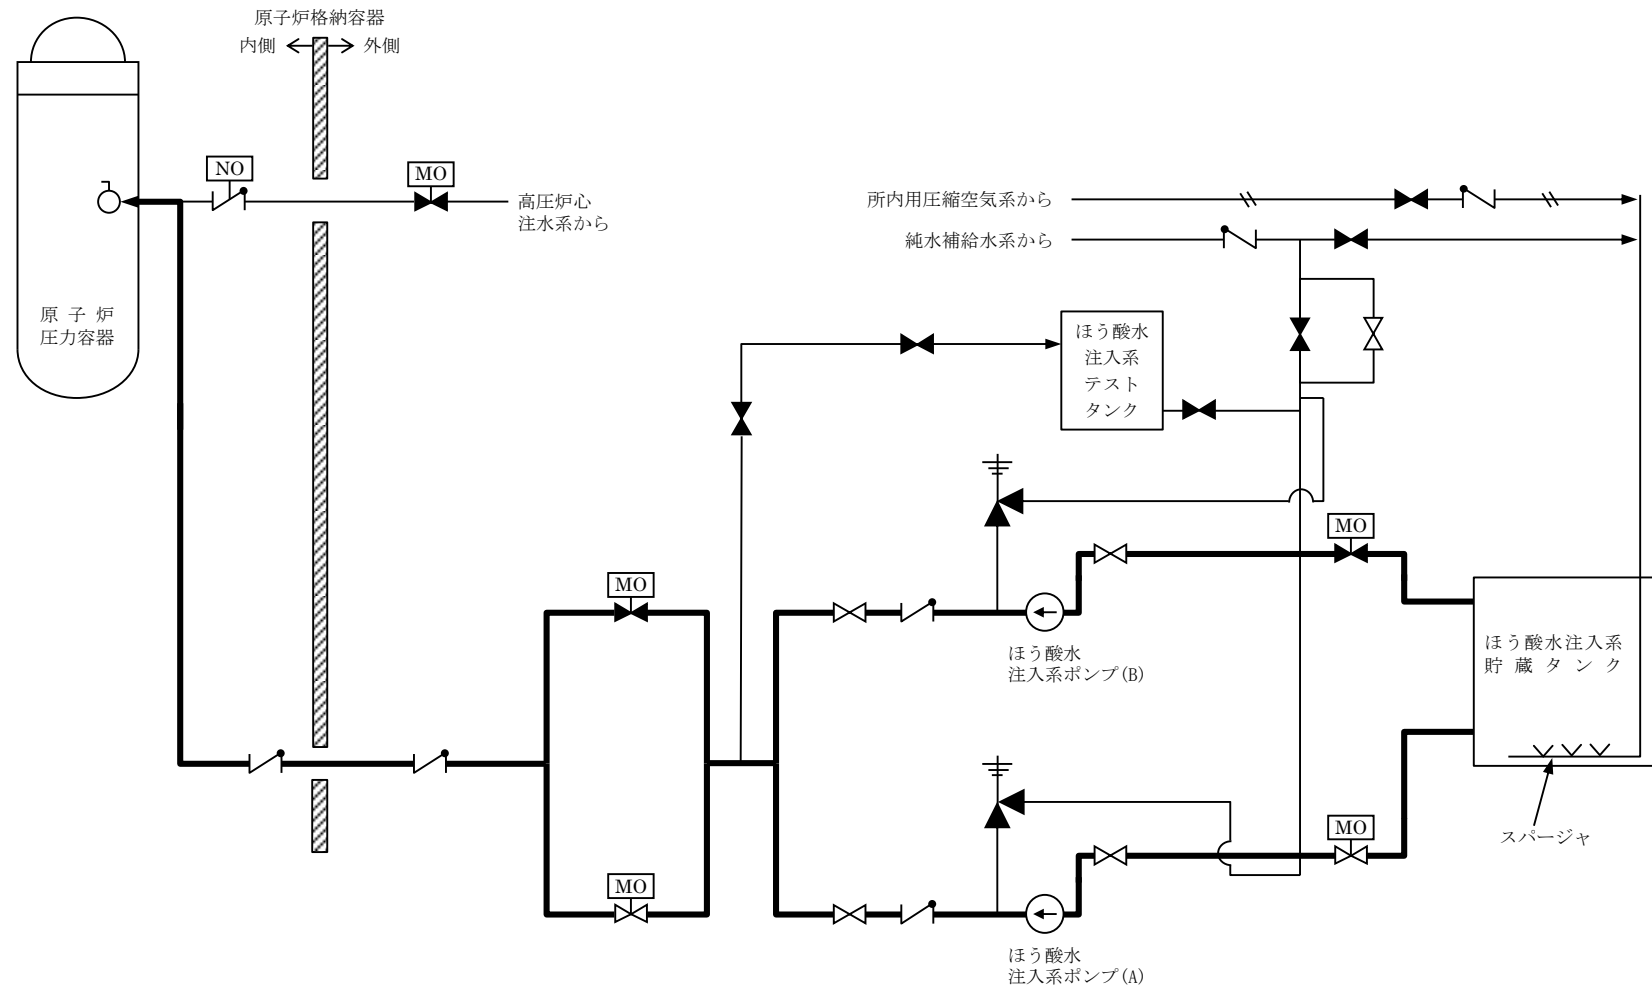 原子炉格納容器
内側 外側
NO
MO
高圧炉心
注水系から
所内用圧縮空気系から
純水補給水系から
原子炉
圧力容器
ほう酸水
注入系
テスト
タンク
MO
MO
ほう酸水
注入系ポンプ(B)
ほう酸水注入系
貯蔵タンク
スパージャ
MO
MO
ほう酸水
注入系ポンプ(A)